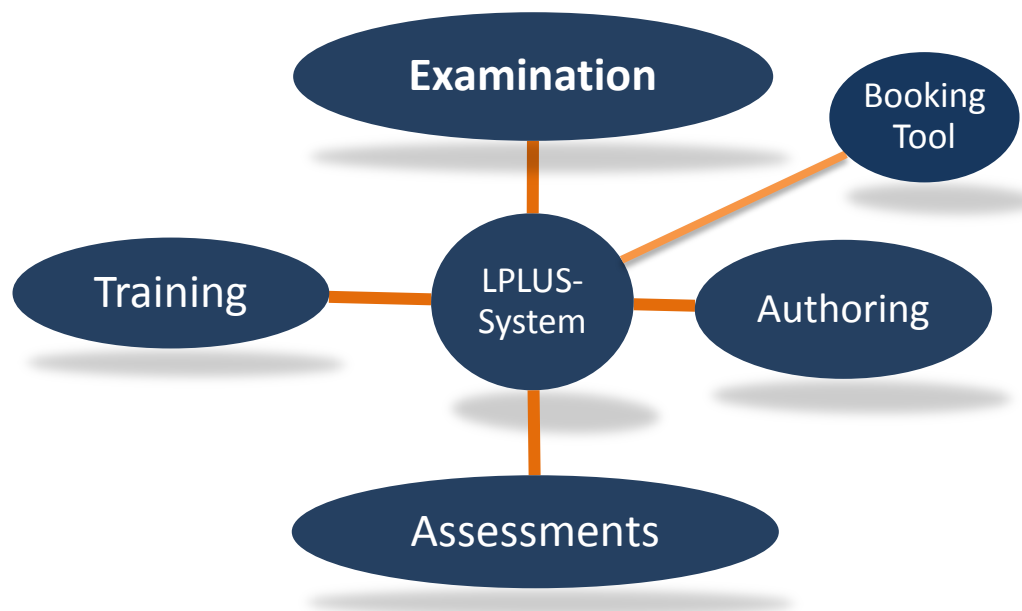 Examination
Booking
Tool
Training
LPLUS-
System
Authoring
Assessments